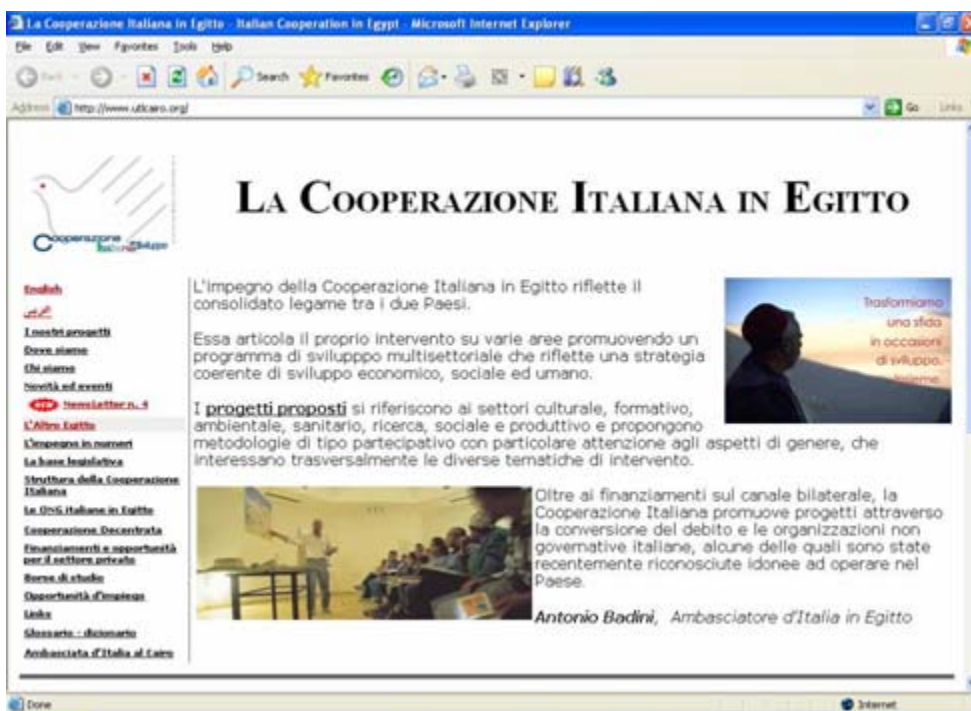 La Cooperazione Italiana in Egitto - Italian Cooperation in Egypt - Microsoft Internet Explorer
File Edit View Favorites Tools Help
Back Search Favorites
Address http://www.utlcairo.org/ Go Links
LA COOPERAZIONE ITALIANA IN EGITTO
Cooperazione Italiana Sviluppo
English
عربي
I nostri progetti
Dove siamo
Chi siamo
Novità ed eventi
NEW Newsletter n. 4
L'Altro Egitto
L'impegno in numeri
La base legislativa
Struttura della Cooperazione
Italiana
Le ONG italiane in Egitto
Cooperazione Decentrata
Finanziamenti e opportunità
per il settore privato
Borse di studio
Opportunità d'impiego
Links
Glossario - dizionario
Ambasciata d'Italia al Cairo
L'impegno della Cooperazione Italiana in Egitto riflette il
consolidato legame tra i due Paesi.
Essa articola il proprio intervento su varie aree promuovendo un
programma di svilupppo multisettoriale che riflette una strategia
coerente di sviluppo economico, sociale ed umano.
I progetti proposti si riferiscono ai settori culturale, formativo,
ambientale, sanitario, ricerca, sociale e produttivo e propongono
metodologie di tipo partecipativo con particolare attenzione agli aspetti di genere, che
interessano trasversalmente le diverse tematiche di intervento.
Trasformiamo
una sfida
in occasioni
di sviluppo.
Insieme.
Oltre ai finanziamenti sul canale bilaterale, la
Cooperazione Italiana promuove progetti attraverso
la conversione del debito e le organizzazioni non
governative italiane, alcune delle quali sono state
recentemente riconosciute idonee ad operare nel
Paese.
Antonio Badini, Ambasciatore d'Italia in Egitto
Done Internet